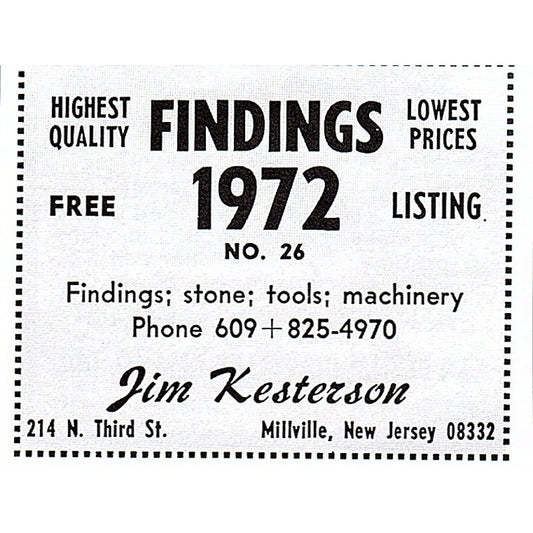 HIGHEST QUALITY FINDINGS LOWEST PRICES
FREE 1972 LISTING
NO. 26
Findings; stone; tools; machinery
Phone 609+825-4970
Jim Kesterson
214 N. Third St. Millville, New Jersey 08332